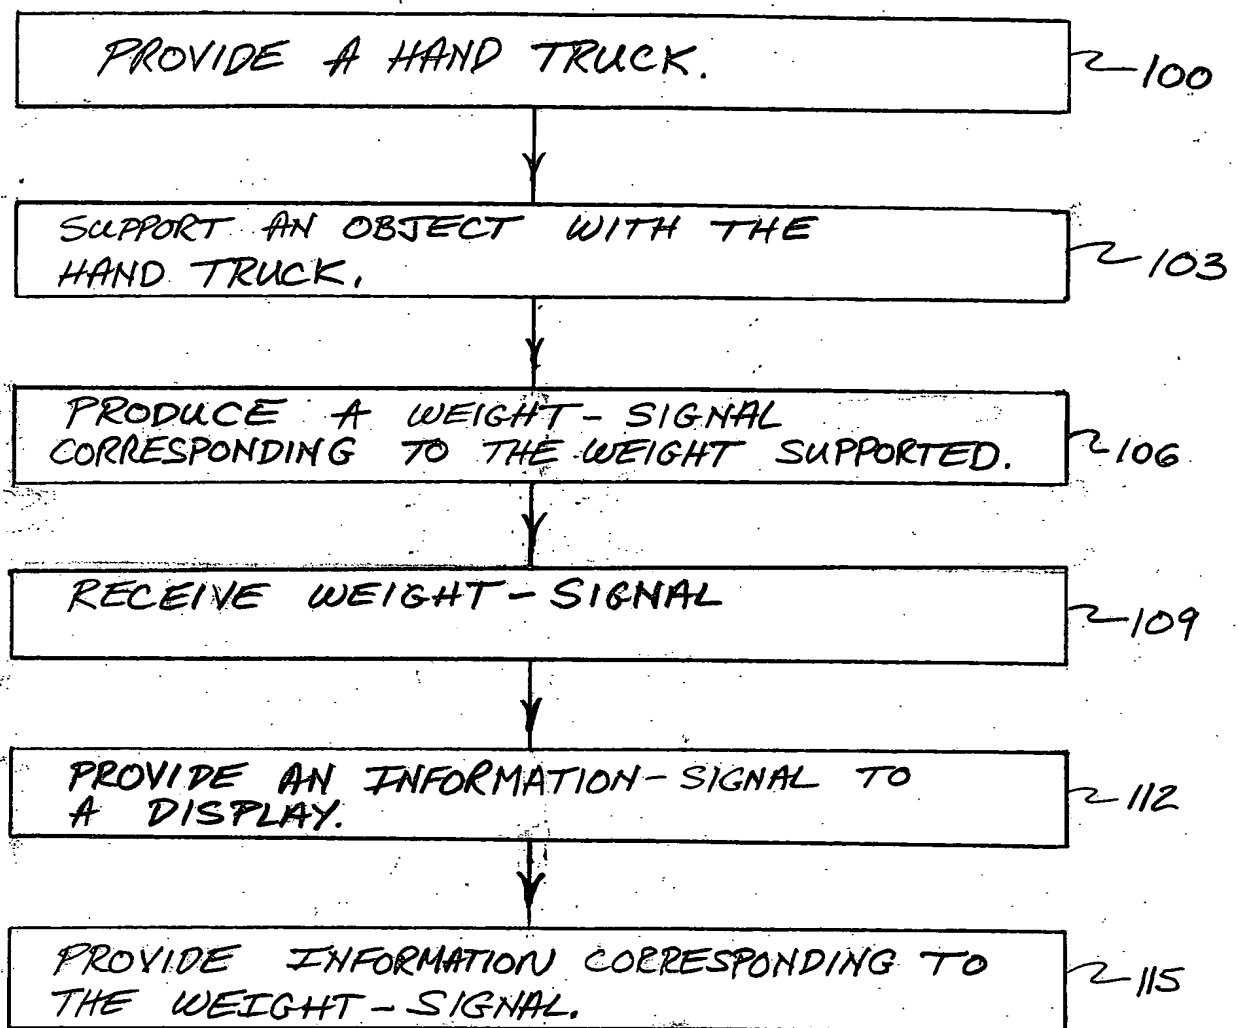 PROVIDE A HAND TRUCK.
100
SUPPORT AN OBJECT WITH THE
HAND TRUCK.
103
PRODUCE A WEIGHT-SIGNAL
CORRESPONDING TO THE WEIGHT SUPPORTED.
106
RECEIVE WEIGHT-SIGNAL
109
PROVIDE AN INFORMATION-SIGNAL TO
A DISPLAY.
112
PROVIDE INFORMATION CORRESPONDING TO
THE WEIGHT-SIGNAL.
115